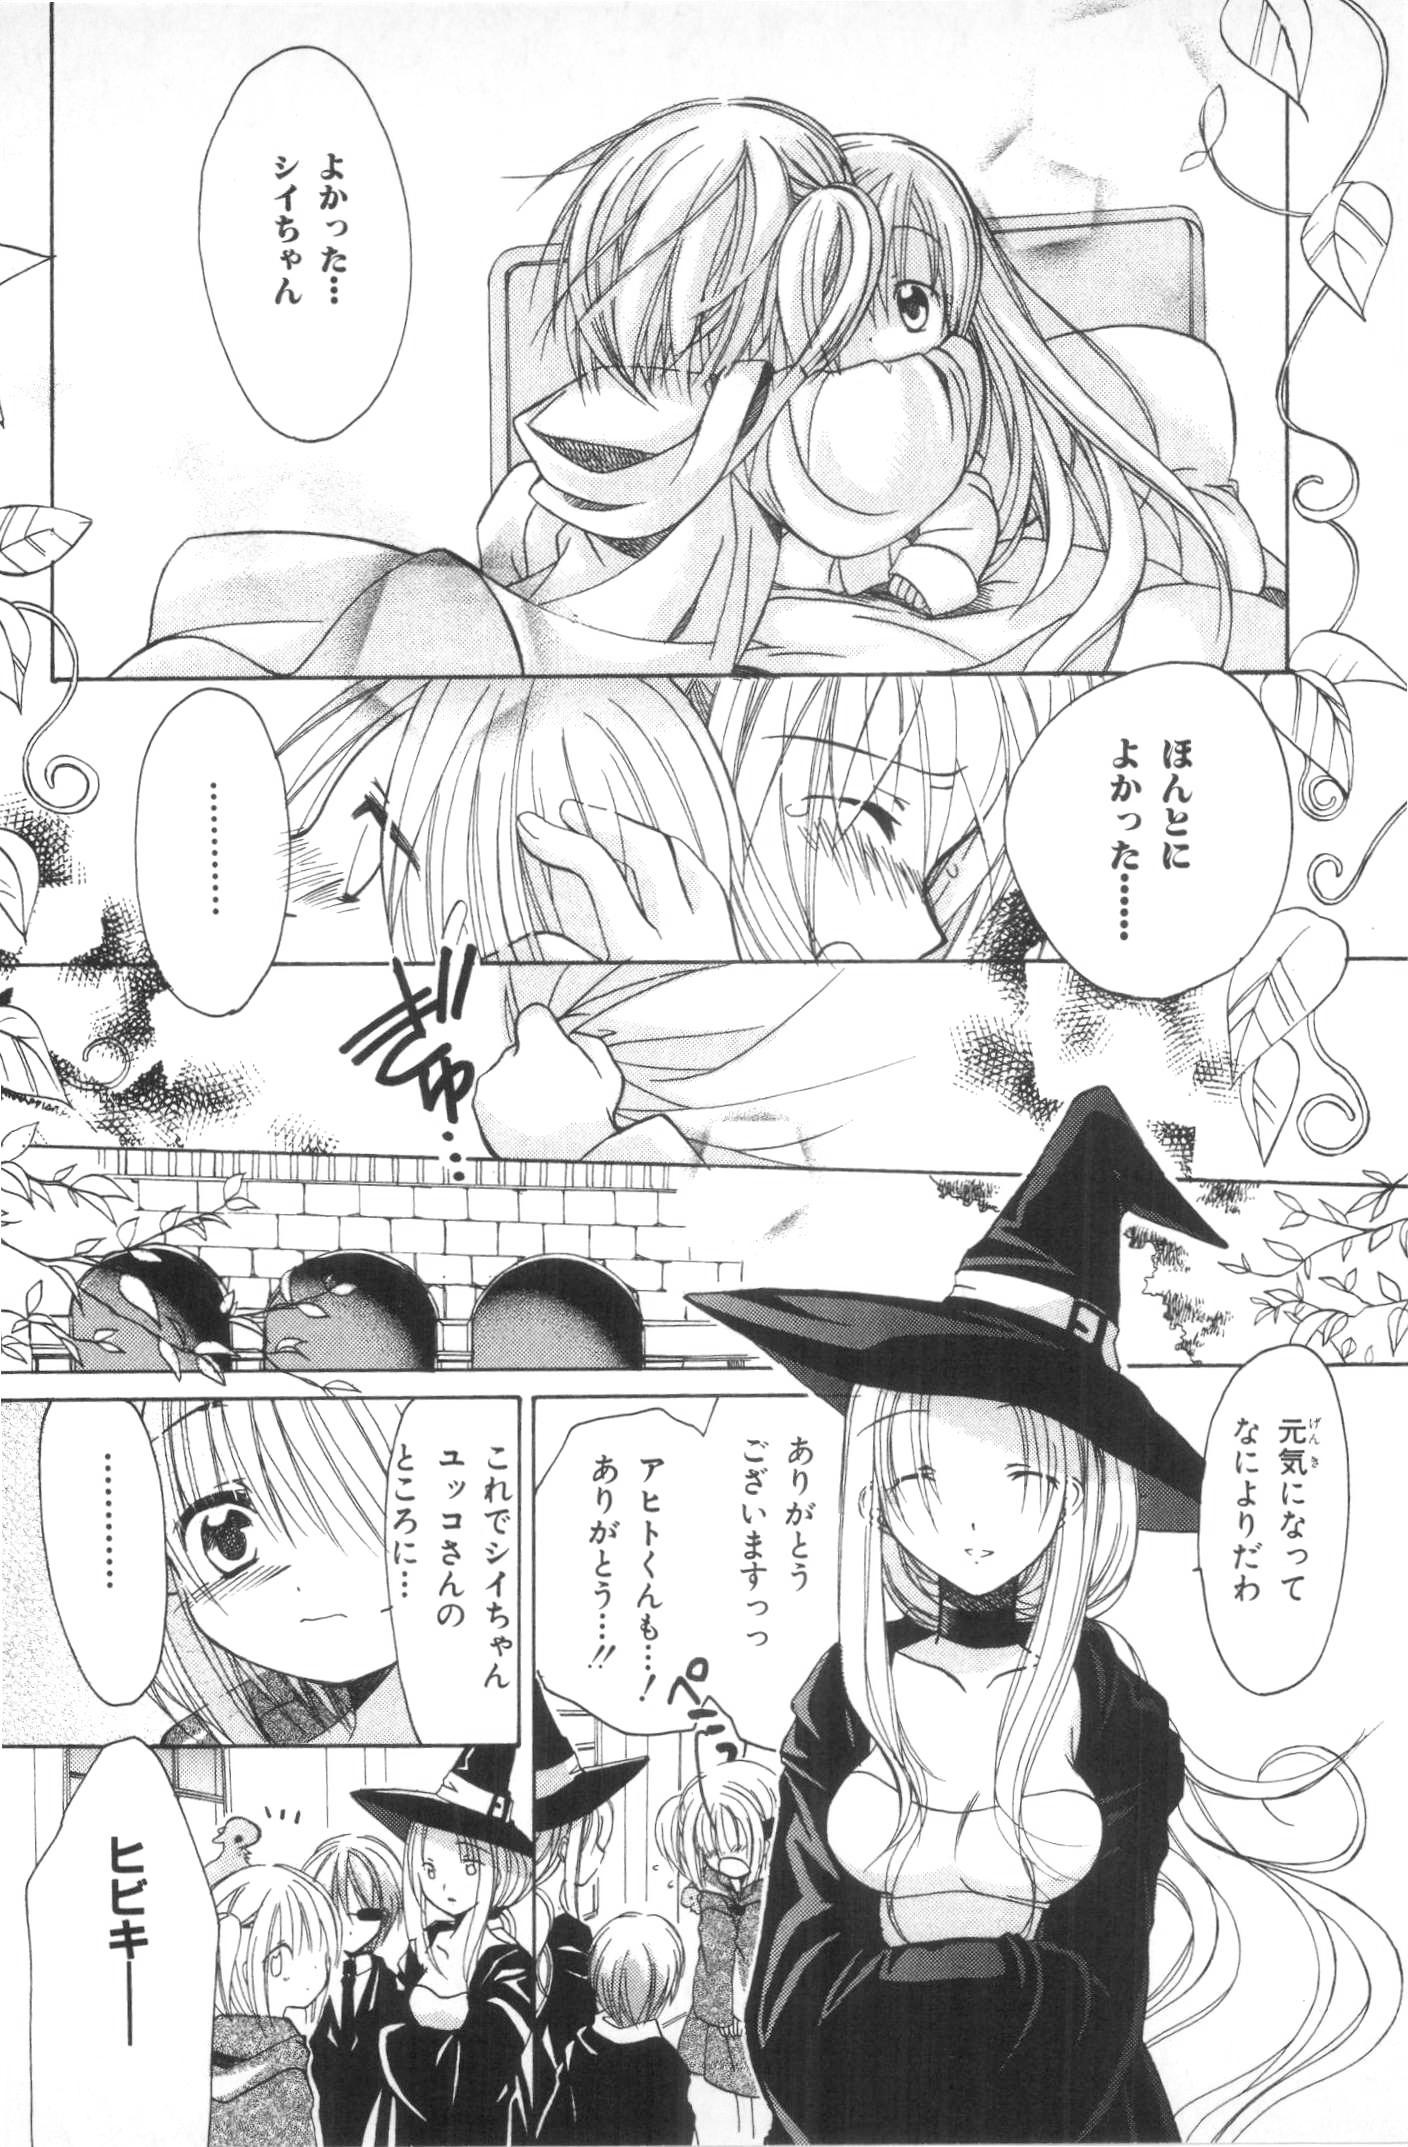 よかった…
シイちゃん
ほんとに
よかった……
…………
ぎゅ…
元気になって
げんき
なによりだわ
ありがとう
ございますっっ
アヒトくんも…！
ありがとう…!!
ペこっ
これでシイちゃん
ユッコさんの
ところに…
…………
ヒビキ――